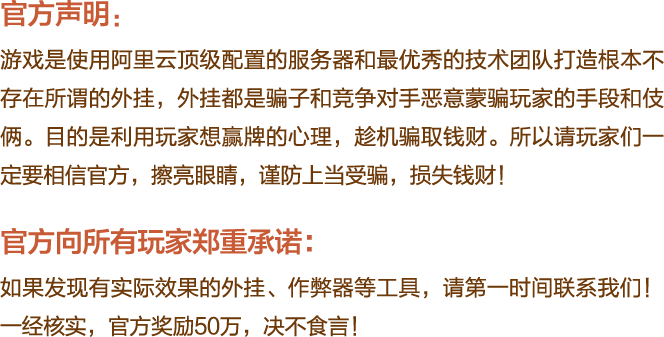 官方声明：
游戏是使用阿里云顶级配置的服务器和最优秀的技术团队打造根本不
存在所谓的外挂，外挂都是骗子和竞争对手恶意蒙骗玩家的手段和伎
俩。目的是利用玩家想赢牌的心理，趁机骗取钱财。所以请玩家们一
定要相信官方，擦亮眼睛，谨防上当受骗，损失钱财！
官方向所有玩家郑重承诺：
如果发现有实际效果的外挂、作弊器等工具，请第一时间联系我们！
一经核实，官方奖励50万，决不食言！